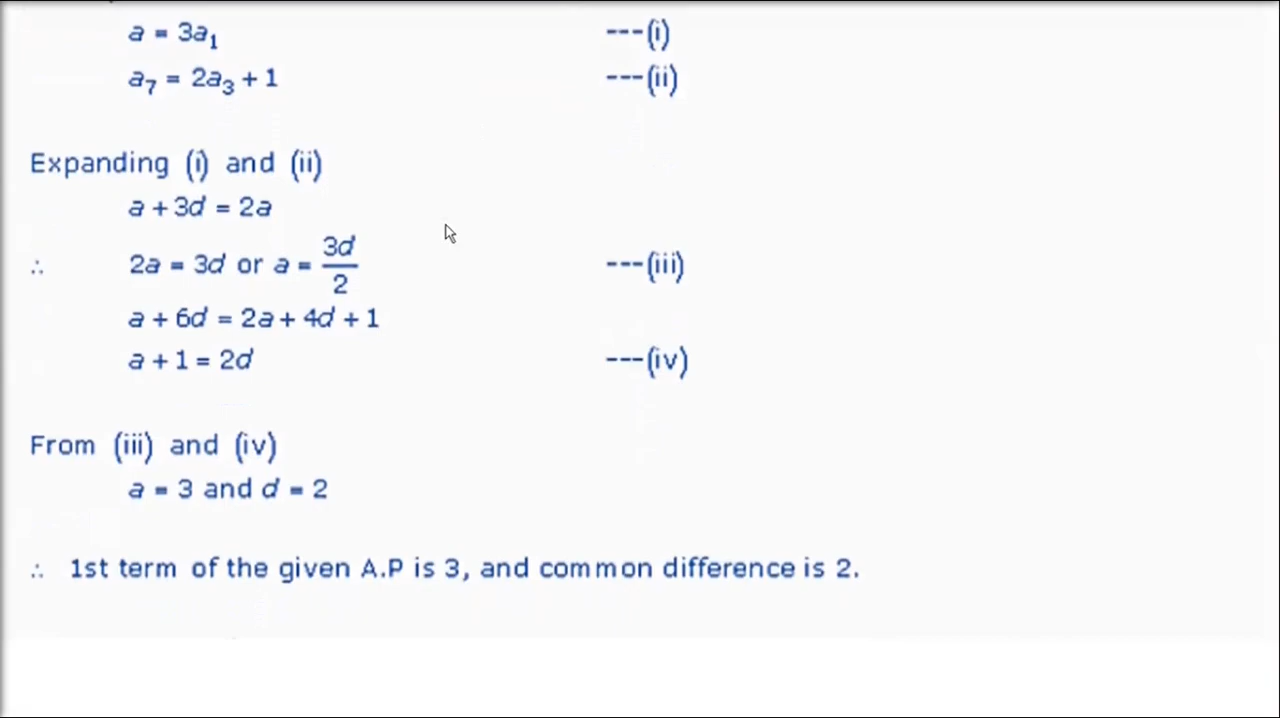 a = 3a₁ ---(i)
a₇ = 2a₃ + 1 ---(ii)
Expanding (i) and (ii)
a + 3d = 2a
∴ 2a = 3d or a = 3d/2 ---(iii)
a + 6d = 2a + 4d + 1
a + 1 = 2d ---(iv)
From (iii) and (iv)
a = 3 and d = 2
∴ 1st term of the given A.P is 3, and common difference is 2.